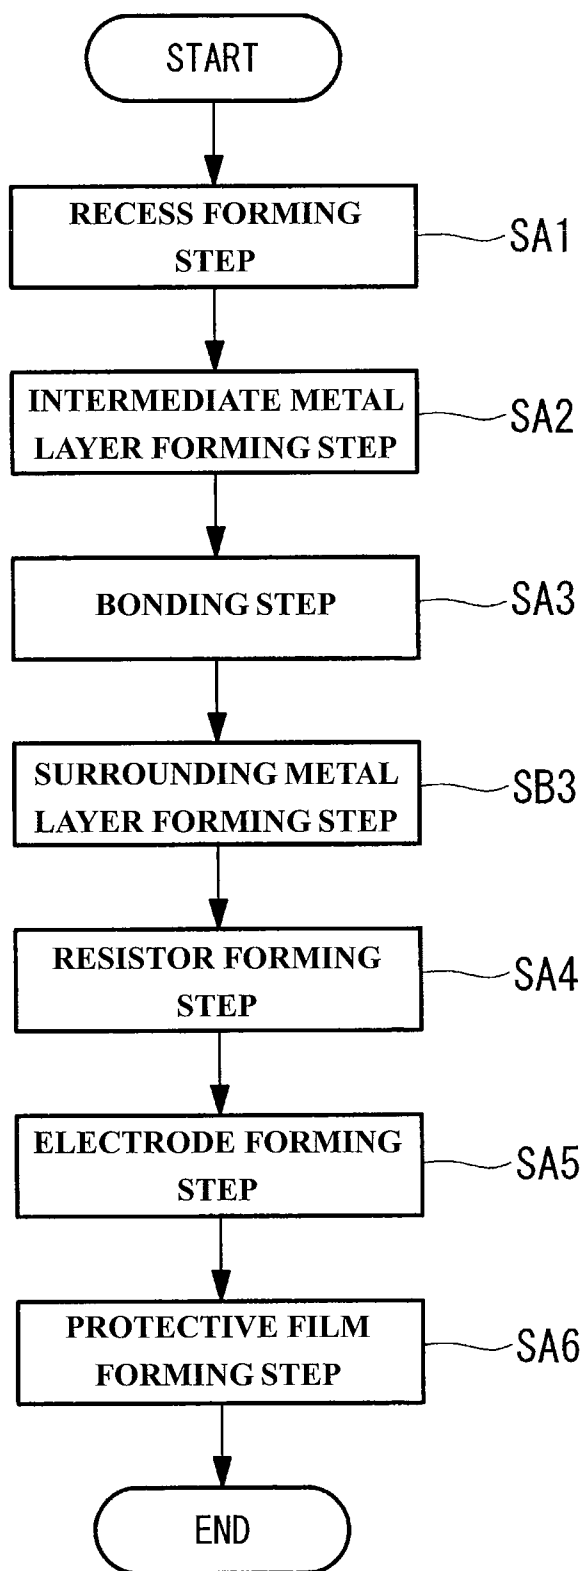 START
RECESS FORMING
STEP
SA1
INTERMEDIATE METAL
LAYER FORMING STEP
SA2
BONDING STEP
SA3
SURROUNDING METAL
LAYER FORMING STEP
SB3
RESISTOR FORMING
STEP
SA4
ELECTRODE FORMING
STEP
SA5
PROTECTIVE FILM
FORMING STEP
SA6
END